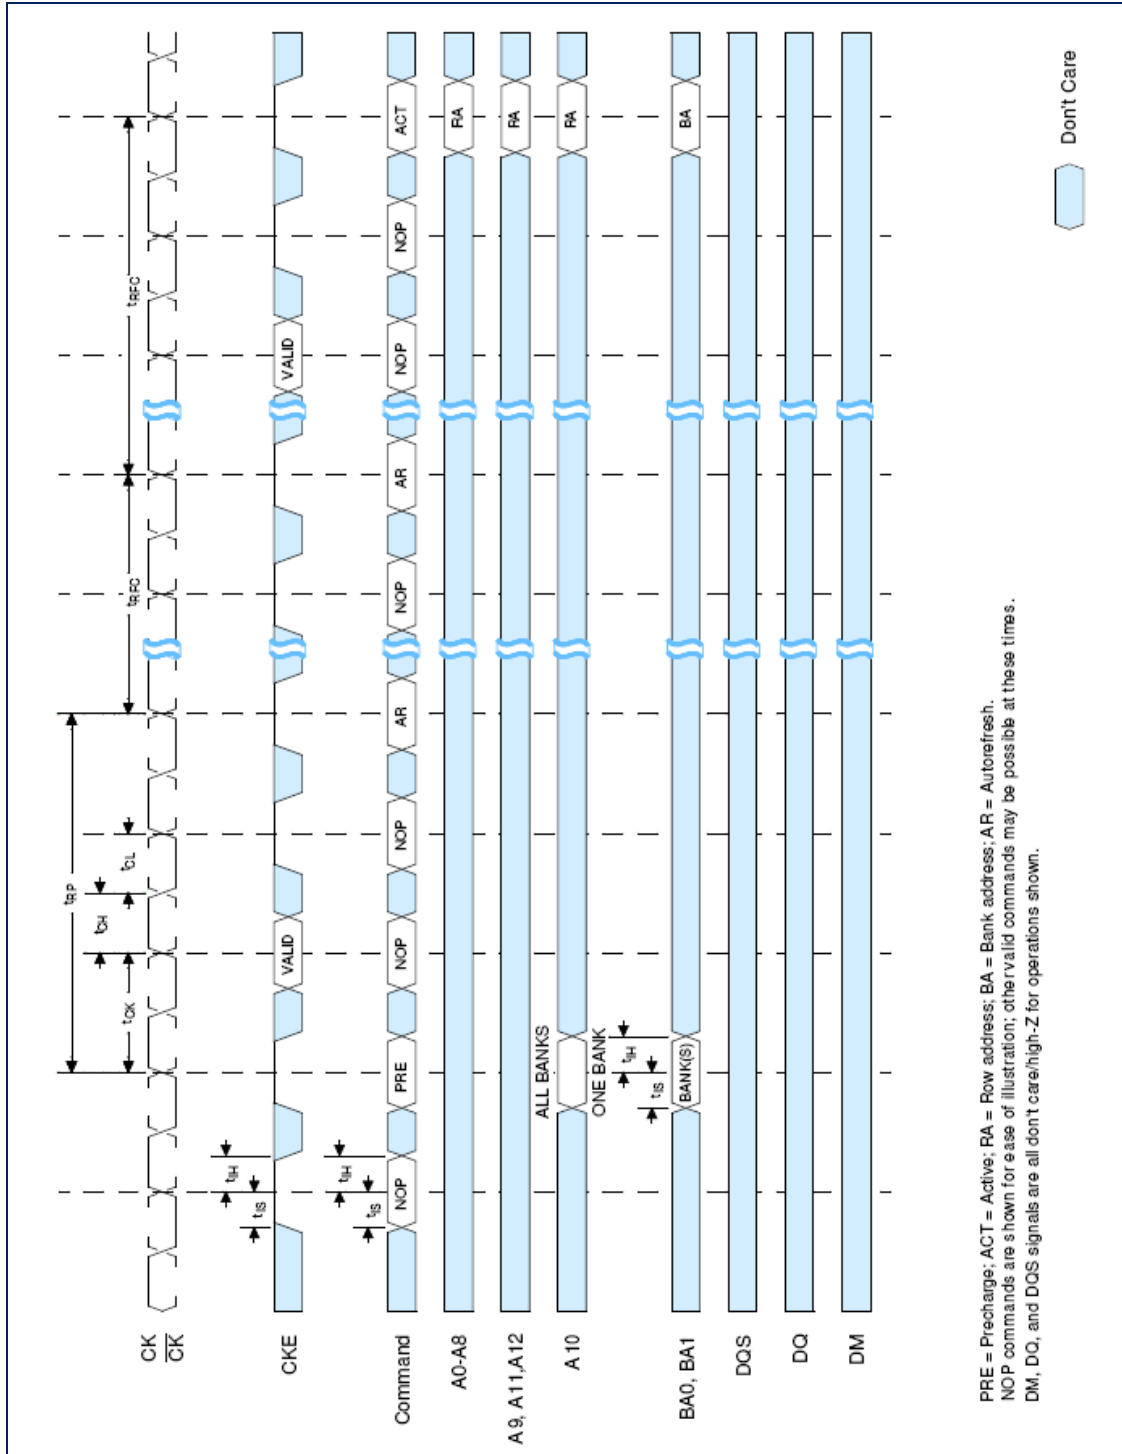 tRP
tCH
tCK
tCL
tRFC
tRFC
CK
CK
tIS
tIH
CKE
VALID
VALID
tIS
tIH
Command
NOP
PRE
NOP
NOP
AR
NOP
AR
NOP
NOP
ACT
A0-A8
RA
A9, A11,A12
RA
ALL BANKS
A10
RA
ONE BANK
tIS
tIH
BA0, BA1
BANK(S)
BA
DQS
DQ
DM
PRE = Precharge; ACT = Active; RA = Row address; BA = Bank address; AR = Autorefresh.
NOP commands are shown for ease of illustration; other valid commands may be possible at these times.
DM, DQ, and DQS signals are all don't care/high-Z for operations shown.
Don't Care